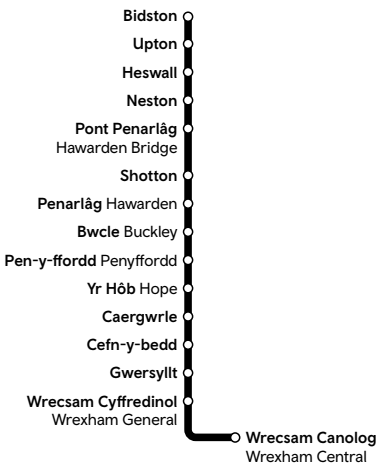 Bidston
Upton
Heswall
Neston
Pont Penarlâg
Hawarden Bridge
Shotton
Penarlâg Hawarden
Bwcle Buckley
Pen-y-ffordd Penyffordd
Yr Hôb Hope
Caergwrle
Cefn-y-bedd
Gwersyllt
Wrecsam Cyffredinol
Wrexham General
Wrecsam Canolog
Wrexham Central